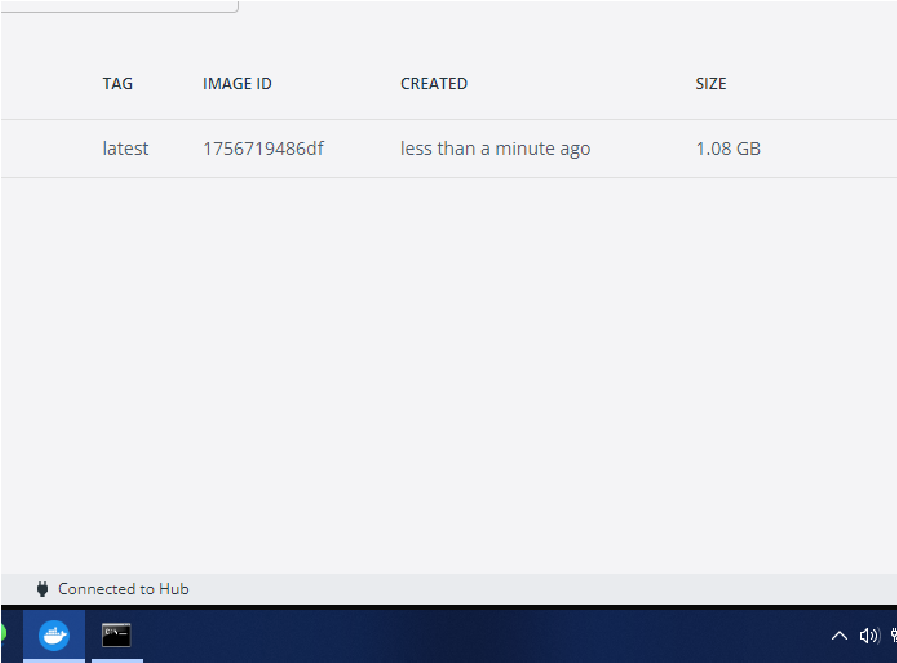 TAG IMAGE ID CREATED SIZE
latest 1756719486df less than a minute ago 1.08 GB
Connected to Hub